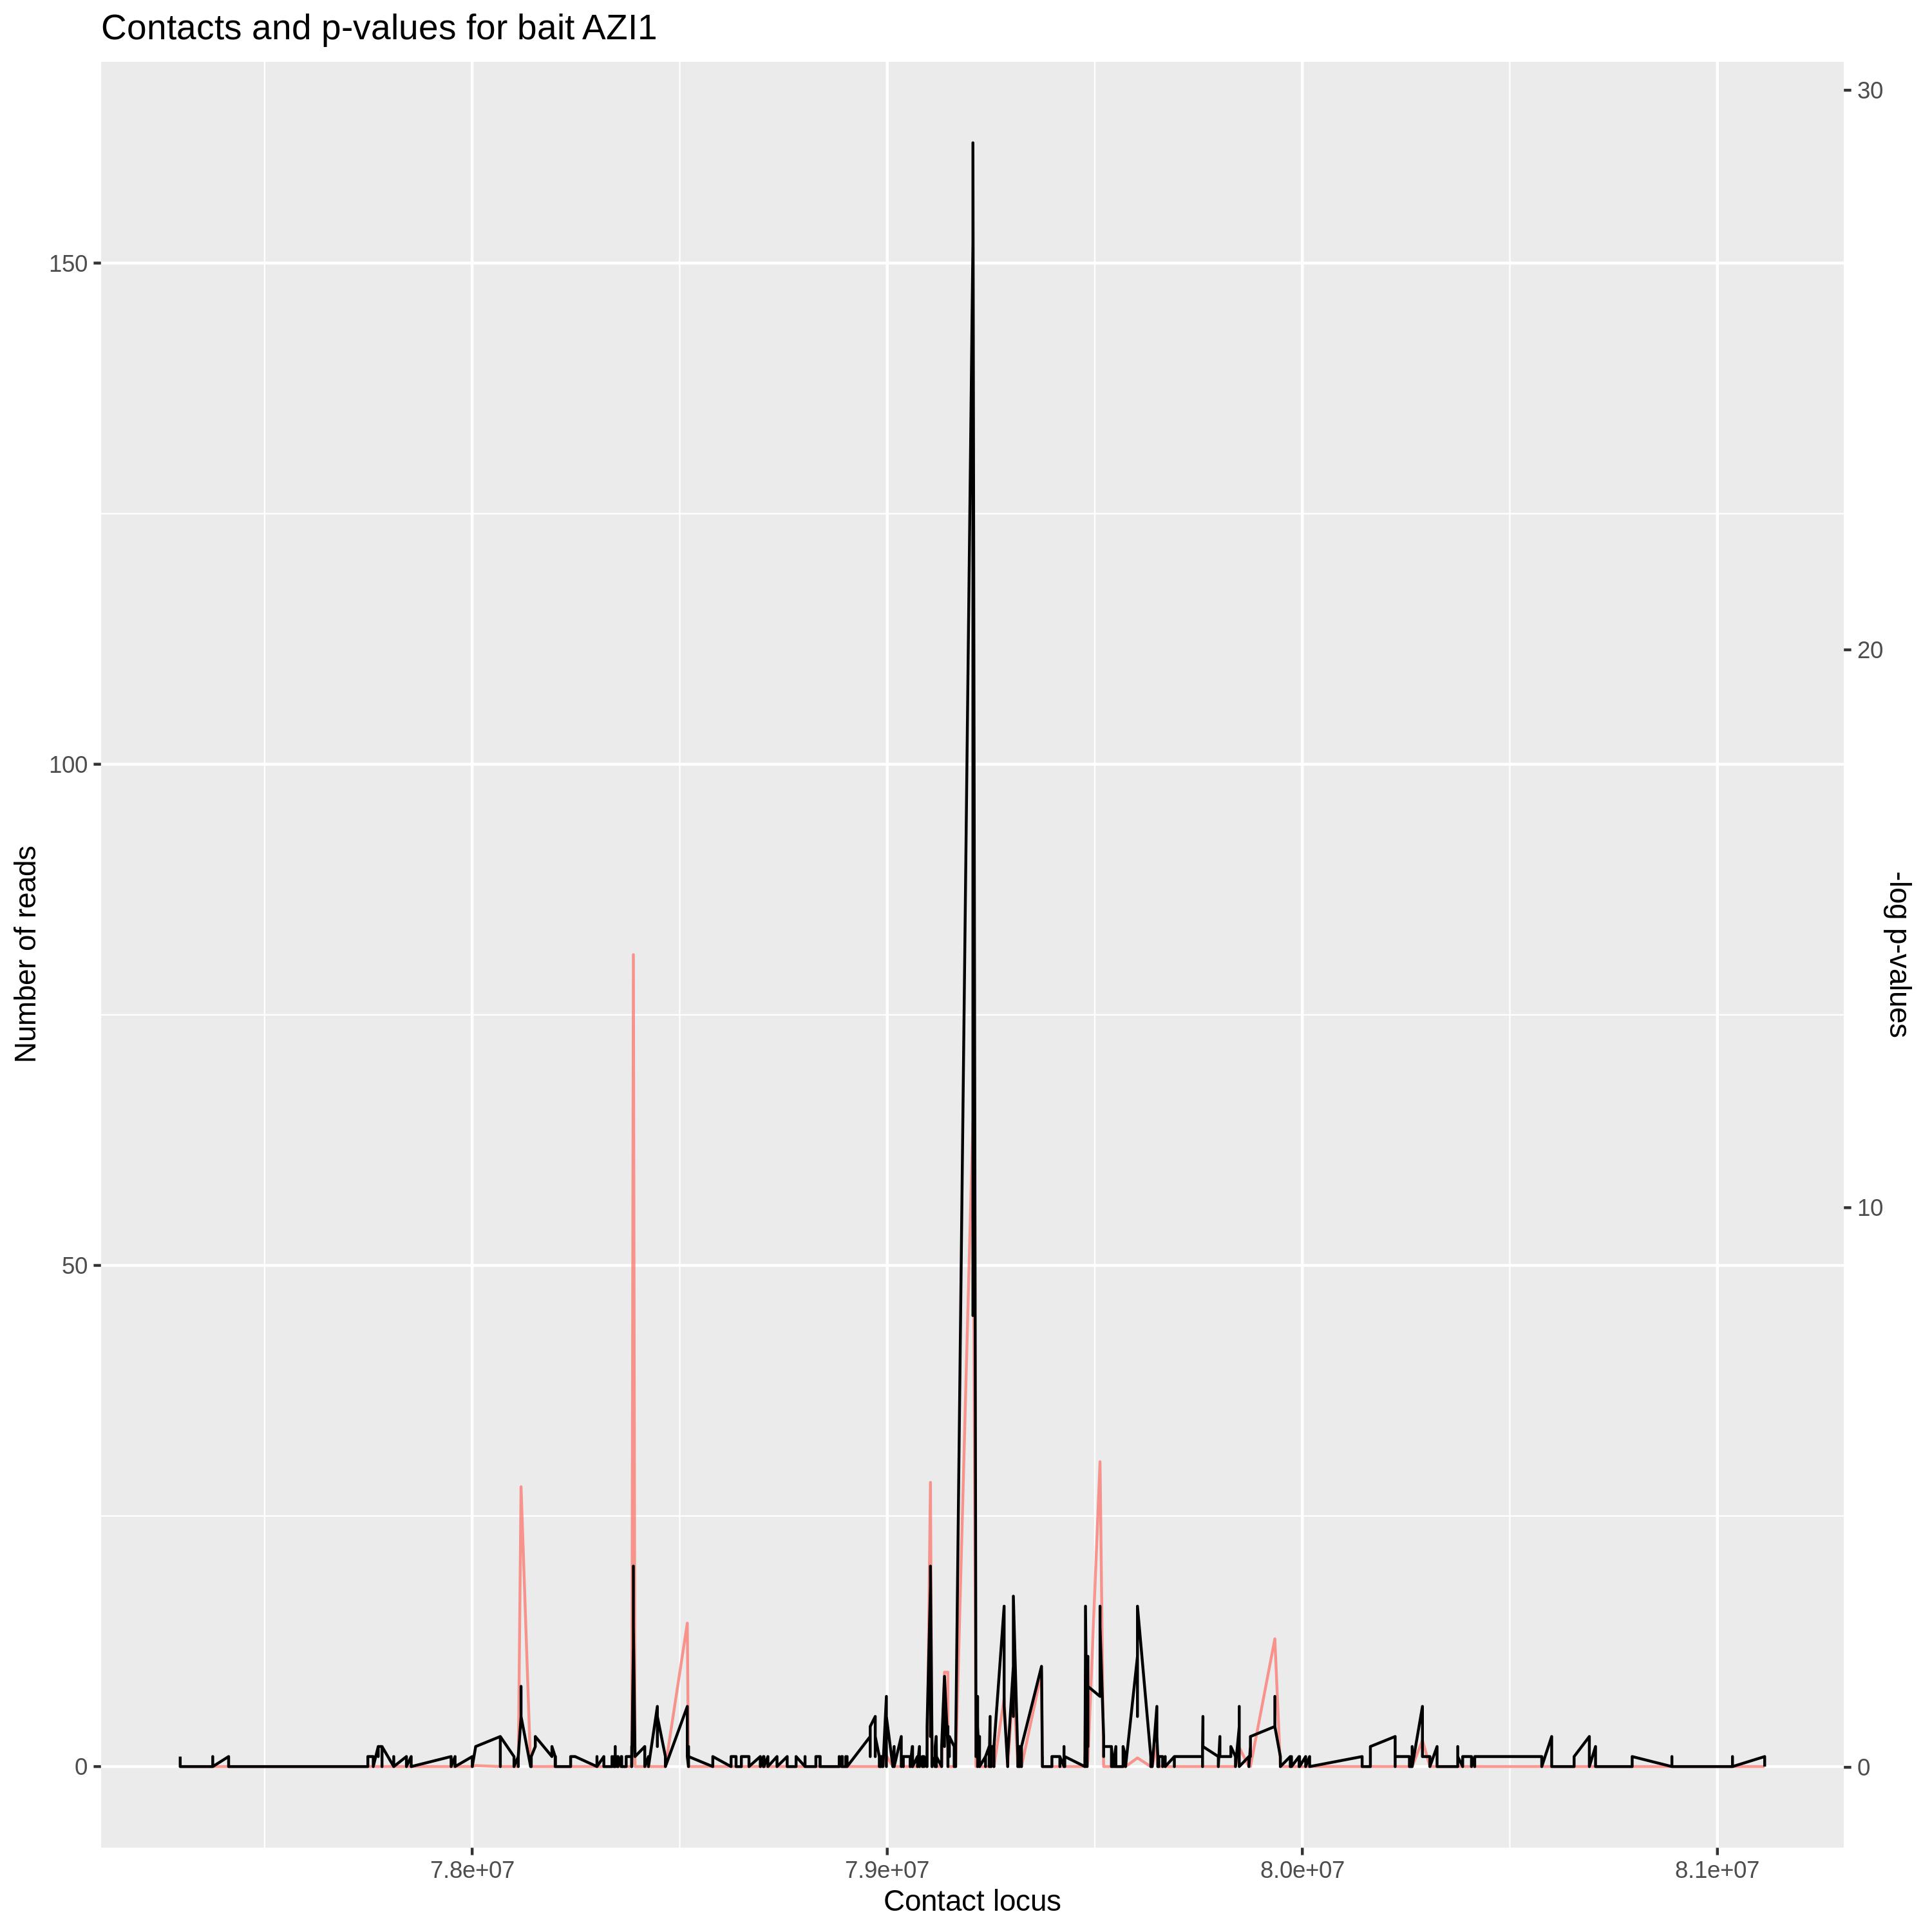 Contacts and p-values for bait AZI1
150
100
50
0
30
20
10
0
Number of reads
-log p-values
7.8e+07
7.9e+07
8.0e+07
8.1e+07
Contact locus